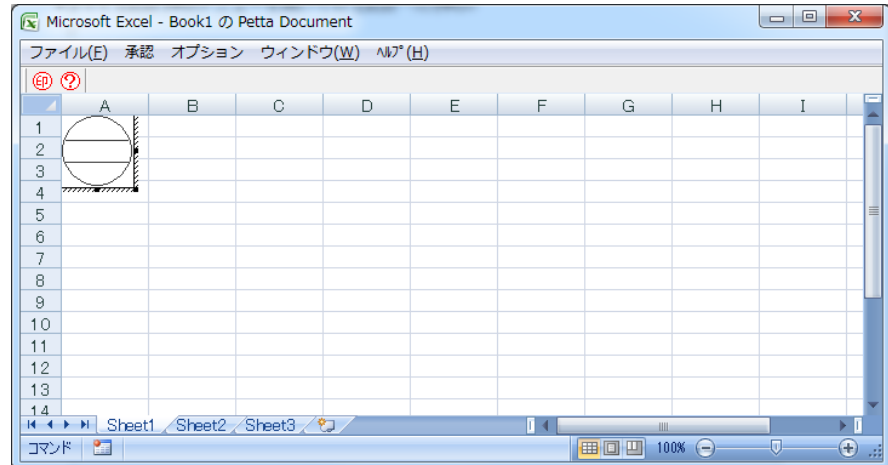 Microsoft Excel - Book1 の Petta Document
ファイル(F) 承認 オプション ウィンドウ(W) ﾍﾙﾌﾟ(H)
印 ?
A B C D E F G H I
1
2
3
4
5
6
7
8
9
10
11
12
13
14
Sheet1 Sheet2 Sheet3
コマンド 100%